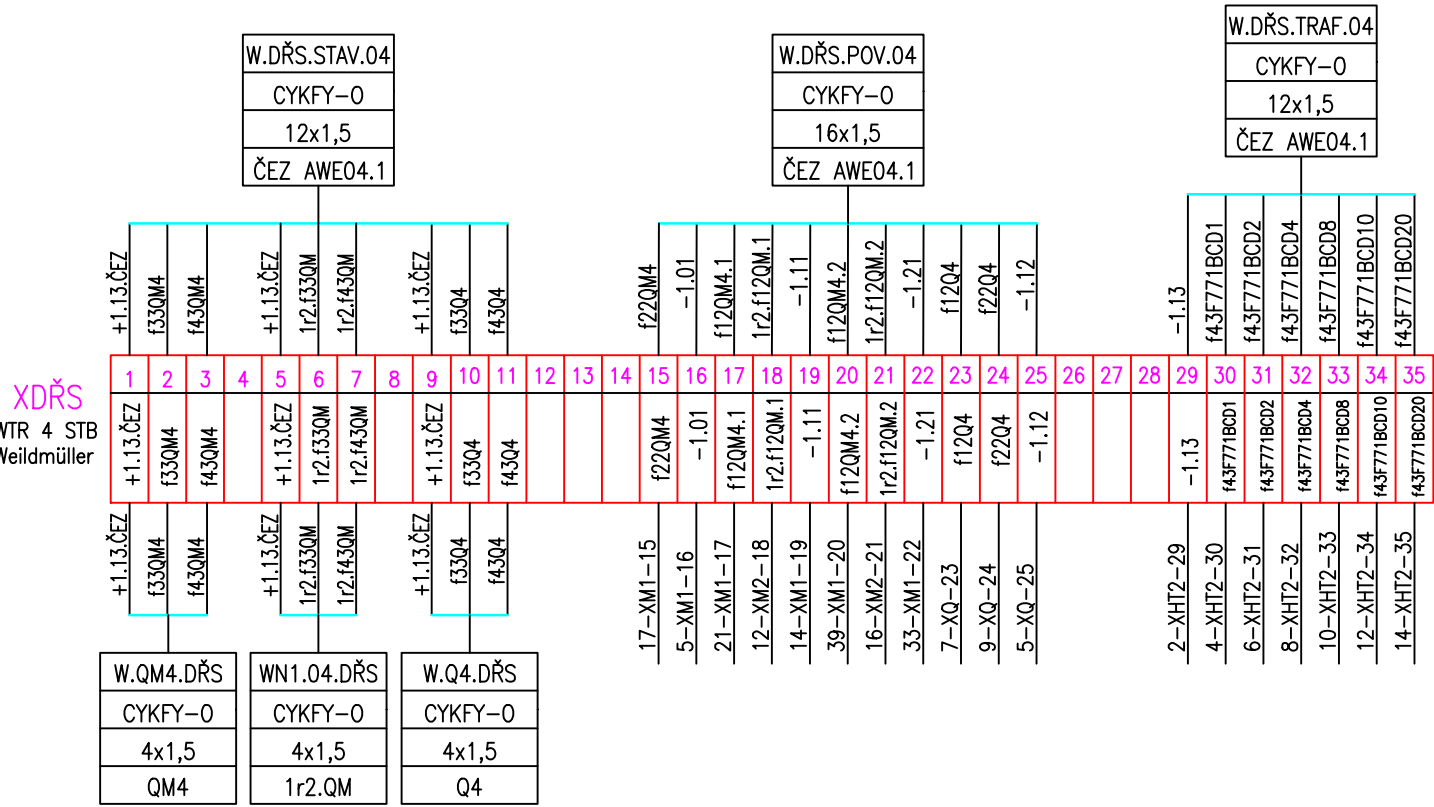 W.DŘS.STAV.04
CYKFY-O
12x1,5
ČEZ AWE04.1
W.DŘS.POV.04
CYKFY-O
16x1,5
ČEZ AWE04.1
W.DŘS.TRAF.04
CYKFY-O
12x1,5
ČEZ AWE04.1
+1.13.ČEZ
f33QM4
f43QM4
+1.13.ČEZ
1r2.f33QM
1r2.f43QM
+1.13.ČEZ
f33Q4
f43Q4
f22QM4
-1.01
f12QM4.1
1r2.f12QM.1
-1.11
f12QM4.2
1r2.f12QM.2
-1.21
f12Q4
f22Q4
-1.12
-1.13
f43F771BCD1
f43F771BCD2
f43F771BCD4
f43F771BCD8
f43F771BCD10
f43F771BCD20
XDŘS
WTR 4 STB
Weildmüller
1 2 3 4 5 6 7 8 9 10 11 12 13 14 15 16 17 18 19 20 21 22 23 24 25 26 27 28 29 30 31 32 33 34 35
+1.13.ČEZ
f33QM4
f43QM4
+1.13.ČEZ
1r2.f33QM
1r2.f43QM
+1.13.ČEZ
f33Q4
f43Q4
f22QM4
-1.01
f12QM4.1
1r2.f12QM.1
-1.11
f12QM4.2
1r2.f12QM.2
-1.21
f12Q4
f22Q4
-1.12
-1.13
f43F771BCD1
f43F771BCD2
f43F771BCD4
f43F771BCD8
f43F771BCD10
f43F771BCD20
+1.13.ČEZ
f33QM4
f43QM4
+1.13.ČEZ
1r2.f33QM
1r2.f43QM
+1.13.ČEZ
f33Q4
f43Q4
17-XM1-15
5-XM1-16
21-XM1-17
12-XM2-18
14-XM1-19
39-XM1-20
16-XM2-21
33-XM1-22
7-XQ-23
9-XQ-24
5-XQ-25
2-XHT2-29
4-XHT2-30
6-XHT2-31
8-XHT2-32
10-XHT2-33
12-XHT2-34
14-XHT2-35
W.QM4.DŘS
CYKFY-O
4x1,5
QM4
WN1.04.DŘS
CYKFY-O
4x1,5
1r2.QM
W.Q4.DŘS
CYKFY-O
4x1,5
Q4